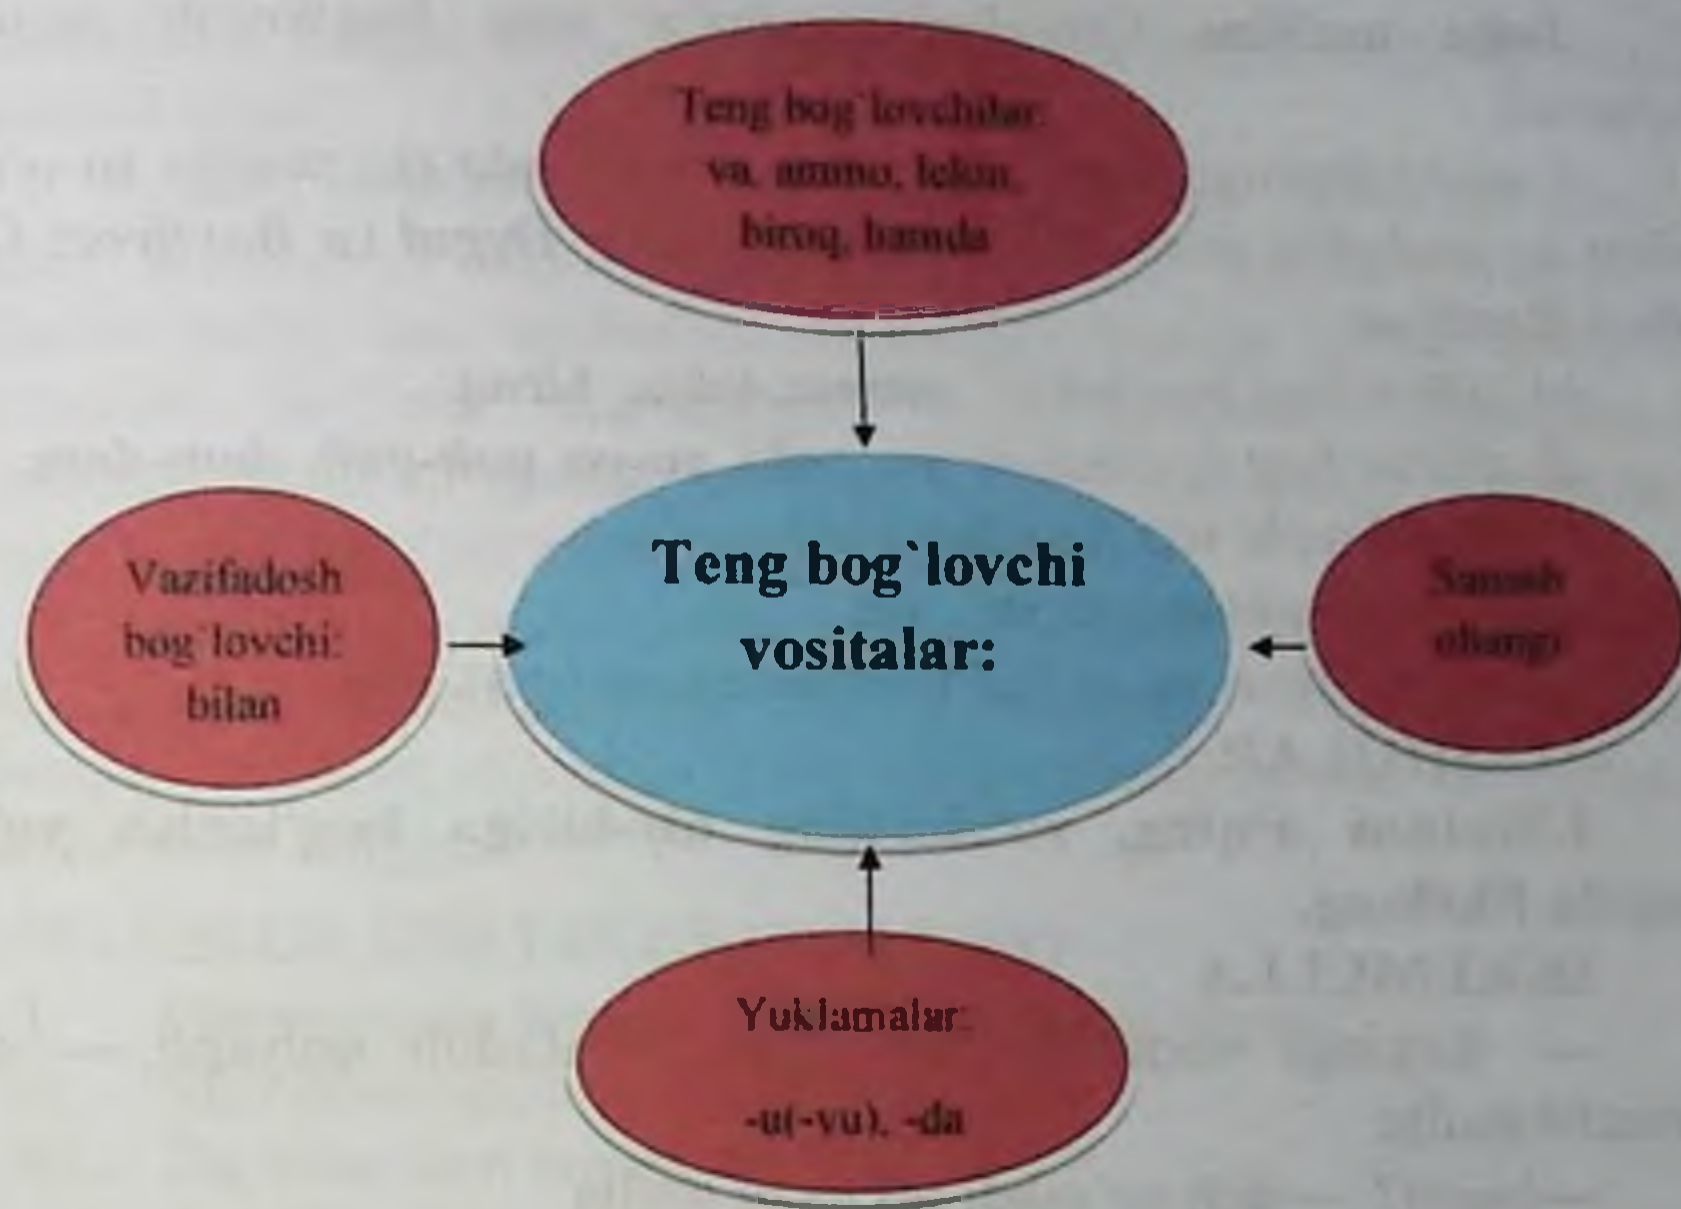 Teng bog`lovchilar:
va, ammo, lekin,
biroq, hamda
Teng bog`lovchi
vositalar:
Vazifadosh
bog`lovchi:
bilan
Sanash
ohangi
Yuklamalar:
-u(-vu), -da